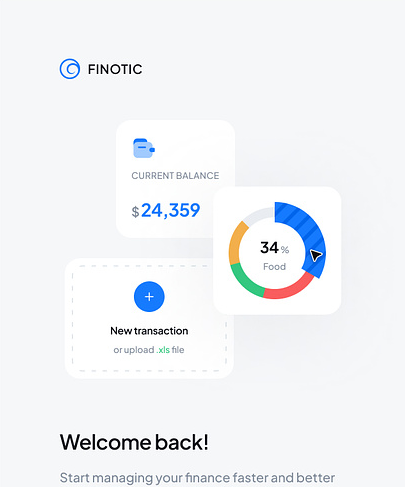 FINOTIC
CURRENT BALANCE
$24,359
34 %
Food
New transaction
or upload .xls file
Welcome back!
Start managing your finance faster and better